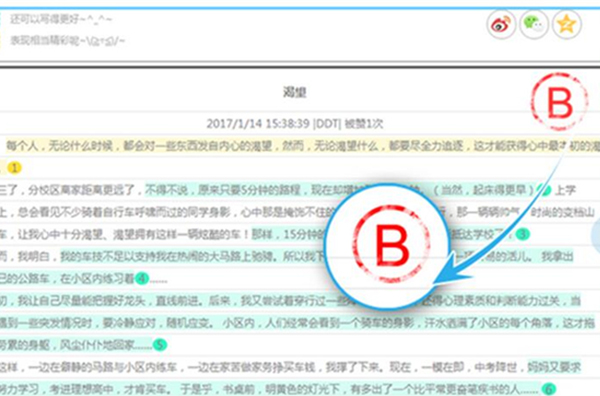 还可以写得更好~^_^~
表现相当精彩呢~\(≥▽≤)/~
渴望
2017/1/14 15:38:39 |DDT| 被赞1次
B
每个人，无论什么时候，都会对一些东西发自内心的渴望，然而，无论渴望什么，都要尽全力追逐，这才能获得心中最 初的渴
1
三了，分校区离家距离更远了，不得不说，原来只要5分钟的路程，现在却增 （当然，起床得更早） 上学
上，总会看见不少骑着自行车呼啸而过的同学身影，心中那是掩饰不住的 那一辆辆帅气 时尚的变档山
车，让我心中十分渴望、渴望拥有这样一辆炫酷的车！那样，15分钟的 抵达学校了 3
B
而，我明白，我的车技不足以支持我在热闹的大马路上驰骋。所以我下 易的活儿。 我拿出
己的公路车，在小区内练习着 4 ……
初，我让自己尽量能把握好龙头，直线前进。后来，我又尝试着穿行过一些 还得心理素质和判断能力过关，当
遇到一些突发情况时，要冷静应对，随机应变。 小区内，人们经常会看到一个骑车的身影，汗水洒满了小区的每个角落，这才拖
劳累的身躯，风尘仆仆地回家…… 5
样，一边在僻静的马路与小区内练车，一边在家苦做家务挣买车钱，我撑了下来。现在，一模在即，中考降世，妈妈又要求
努力学习，考进理想高中，才肯买车。 于是乎，书桌前，明黄色的灯光下，有多出了一个比平常更奋笔疾书的人…… 6